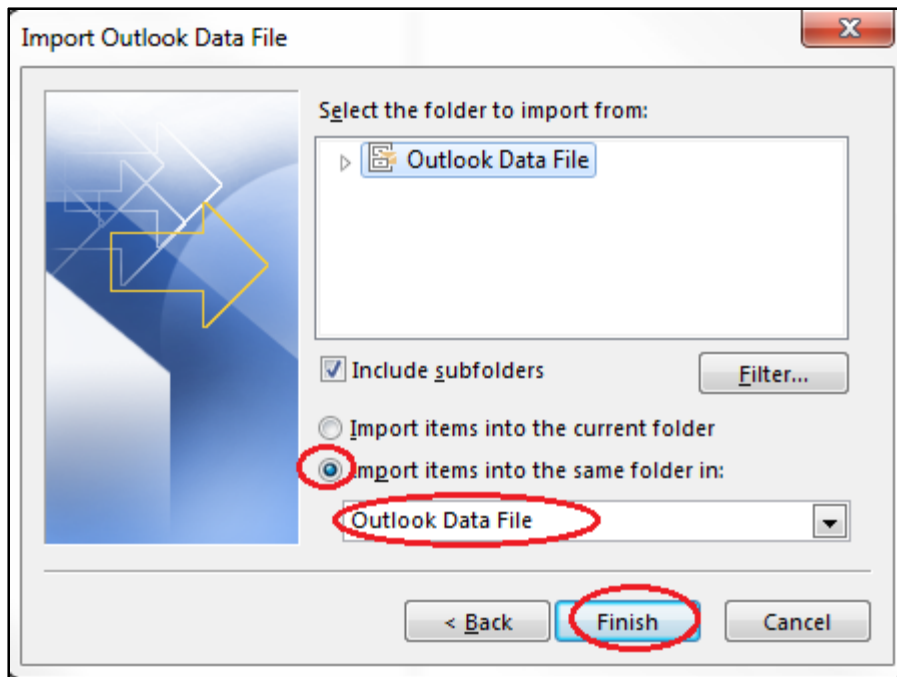 Import Outlook Data File
Select the folder to import from:
Outlook Data File
Include subfolders
Filter...
Import items into the current folder
Import items into the same folder in:
Outlook Data File
< Back Finish Cancel